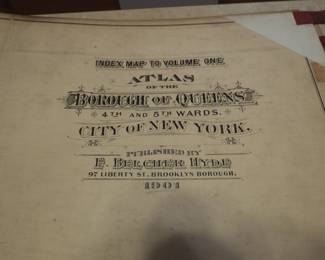 INDEX MAP TO VOLUME ONE
ATLAS
OF THE
BOROUGH OF QUEENS
4TH AND 5TH WARDS.
CITY OF NEW YORK.
PUBLISHED BY
E. BELCHER HYDE
97 LIBERTY ST. BROOKLYN BOROUGH,
1901